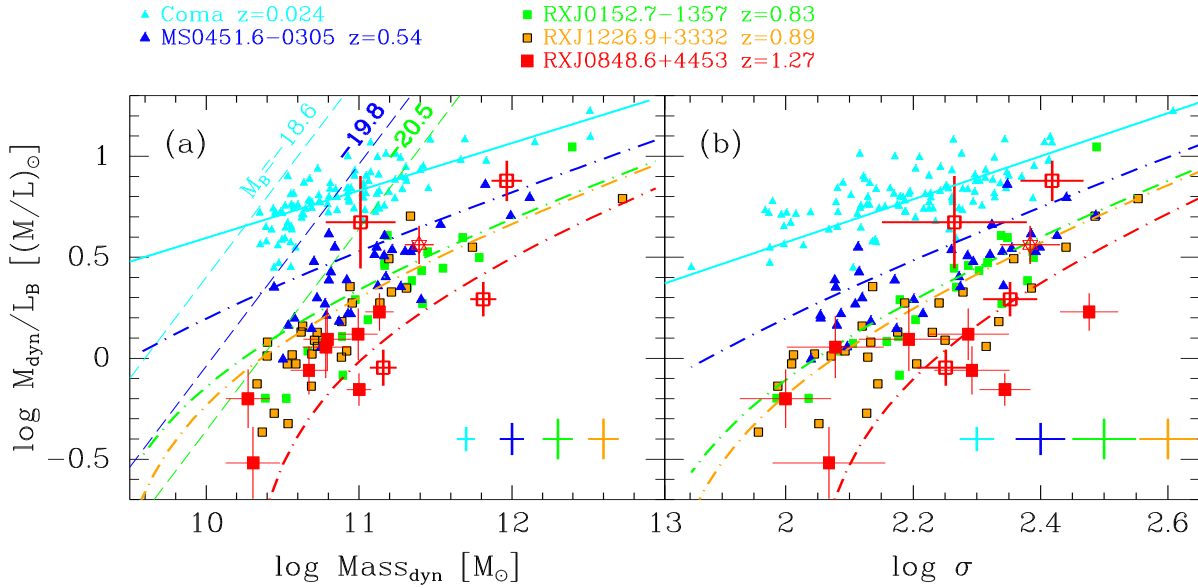 Coma z=0.024
MS0451.6−0305 z=0.54
RXJ0152.7−1357 z=0.83
RXJ1226.9+3332 z=0.89
RXJ0848.6+4453 z=1.27
(a)
M_B=−18.6
−19.8
−20.5
(b)
log M_dyn/L_B [(M/L)_⊙]
1
0.5
0
−0.5
10
11
12
13
2
2.2
2.4
2.6
log Mass_dyn [M_⊙]
log σ